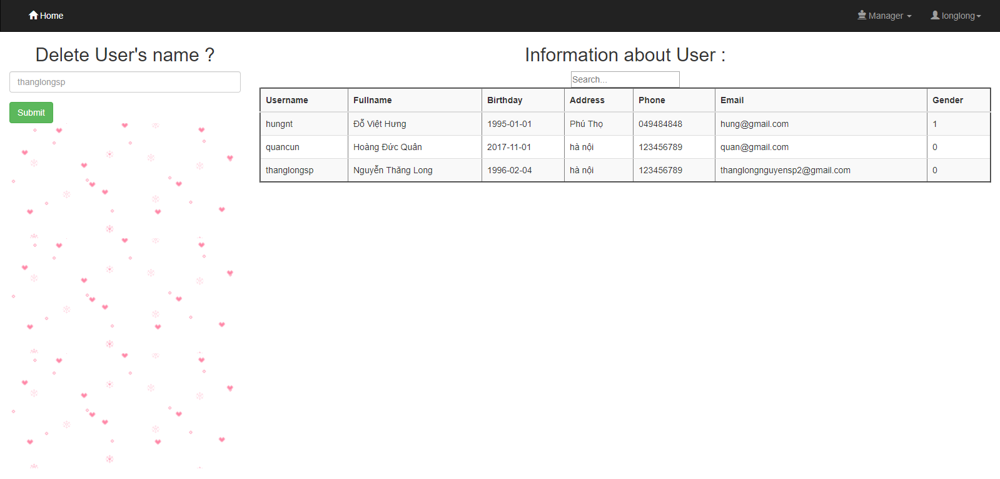 Home Manager longlong
Delete User's name ?
thanglongsp
Submit
Information about User :
Search...
Username Fullname Birthday Address Phone Email Gender
hungnt Đỗ Việt Hưng 1995-01-01 Phú Thọ 049484848 hung@gmail.com 1
quancun Hoàng Đức Quân 2017-11-01 hà nội 123456789 quan@gmail.com 0
thanglongsp Nguyễn Thăng Long 1996-02-04 hà nội 123456789 thanglongnguyensp2@gmail.com 0